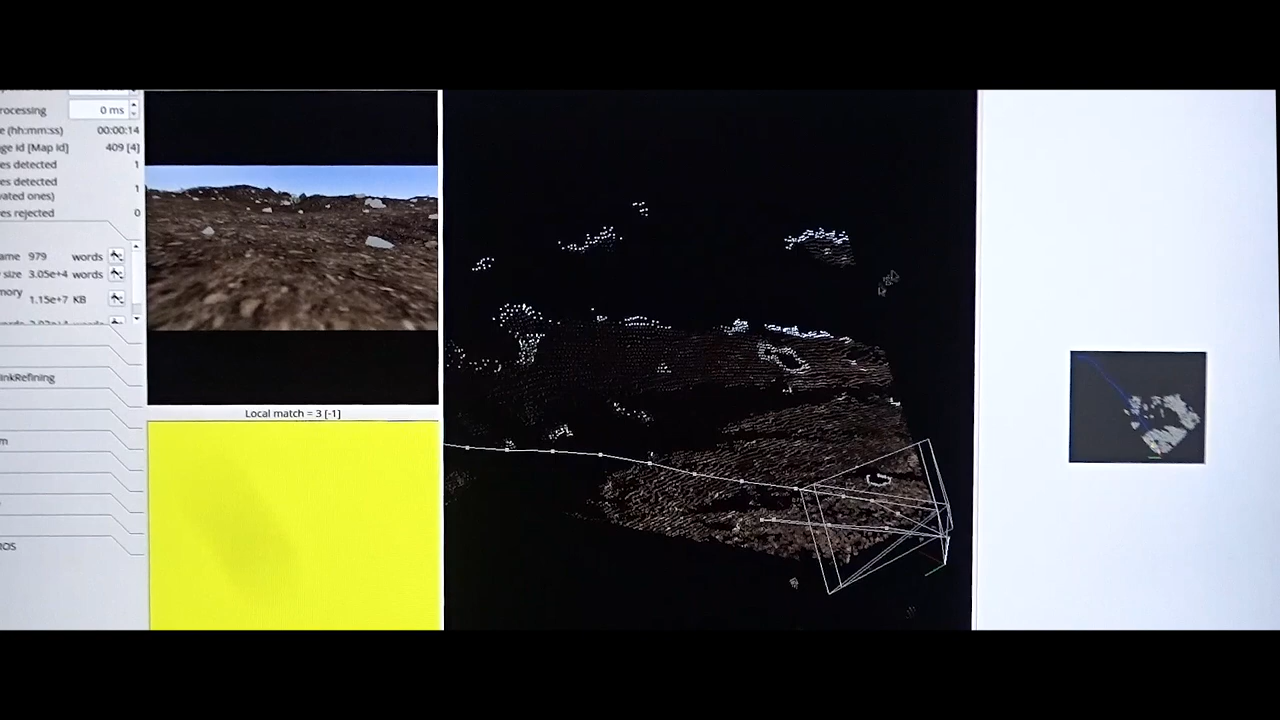 rocessing 0 ms
e (hh:mm:ss) 00:00:14
ge id [Map id] 409 [4]
es detected 1
es detected
vated ones) 1
es rejected 0
ame 979 words
size 3.05e+4 words
mory
1.15e+7 KB
inkRefining
m
ROS
Local match = 3 [-1]